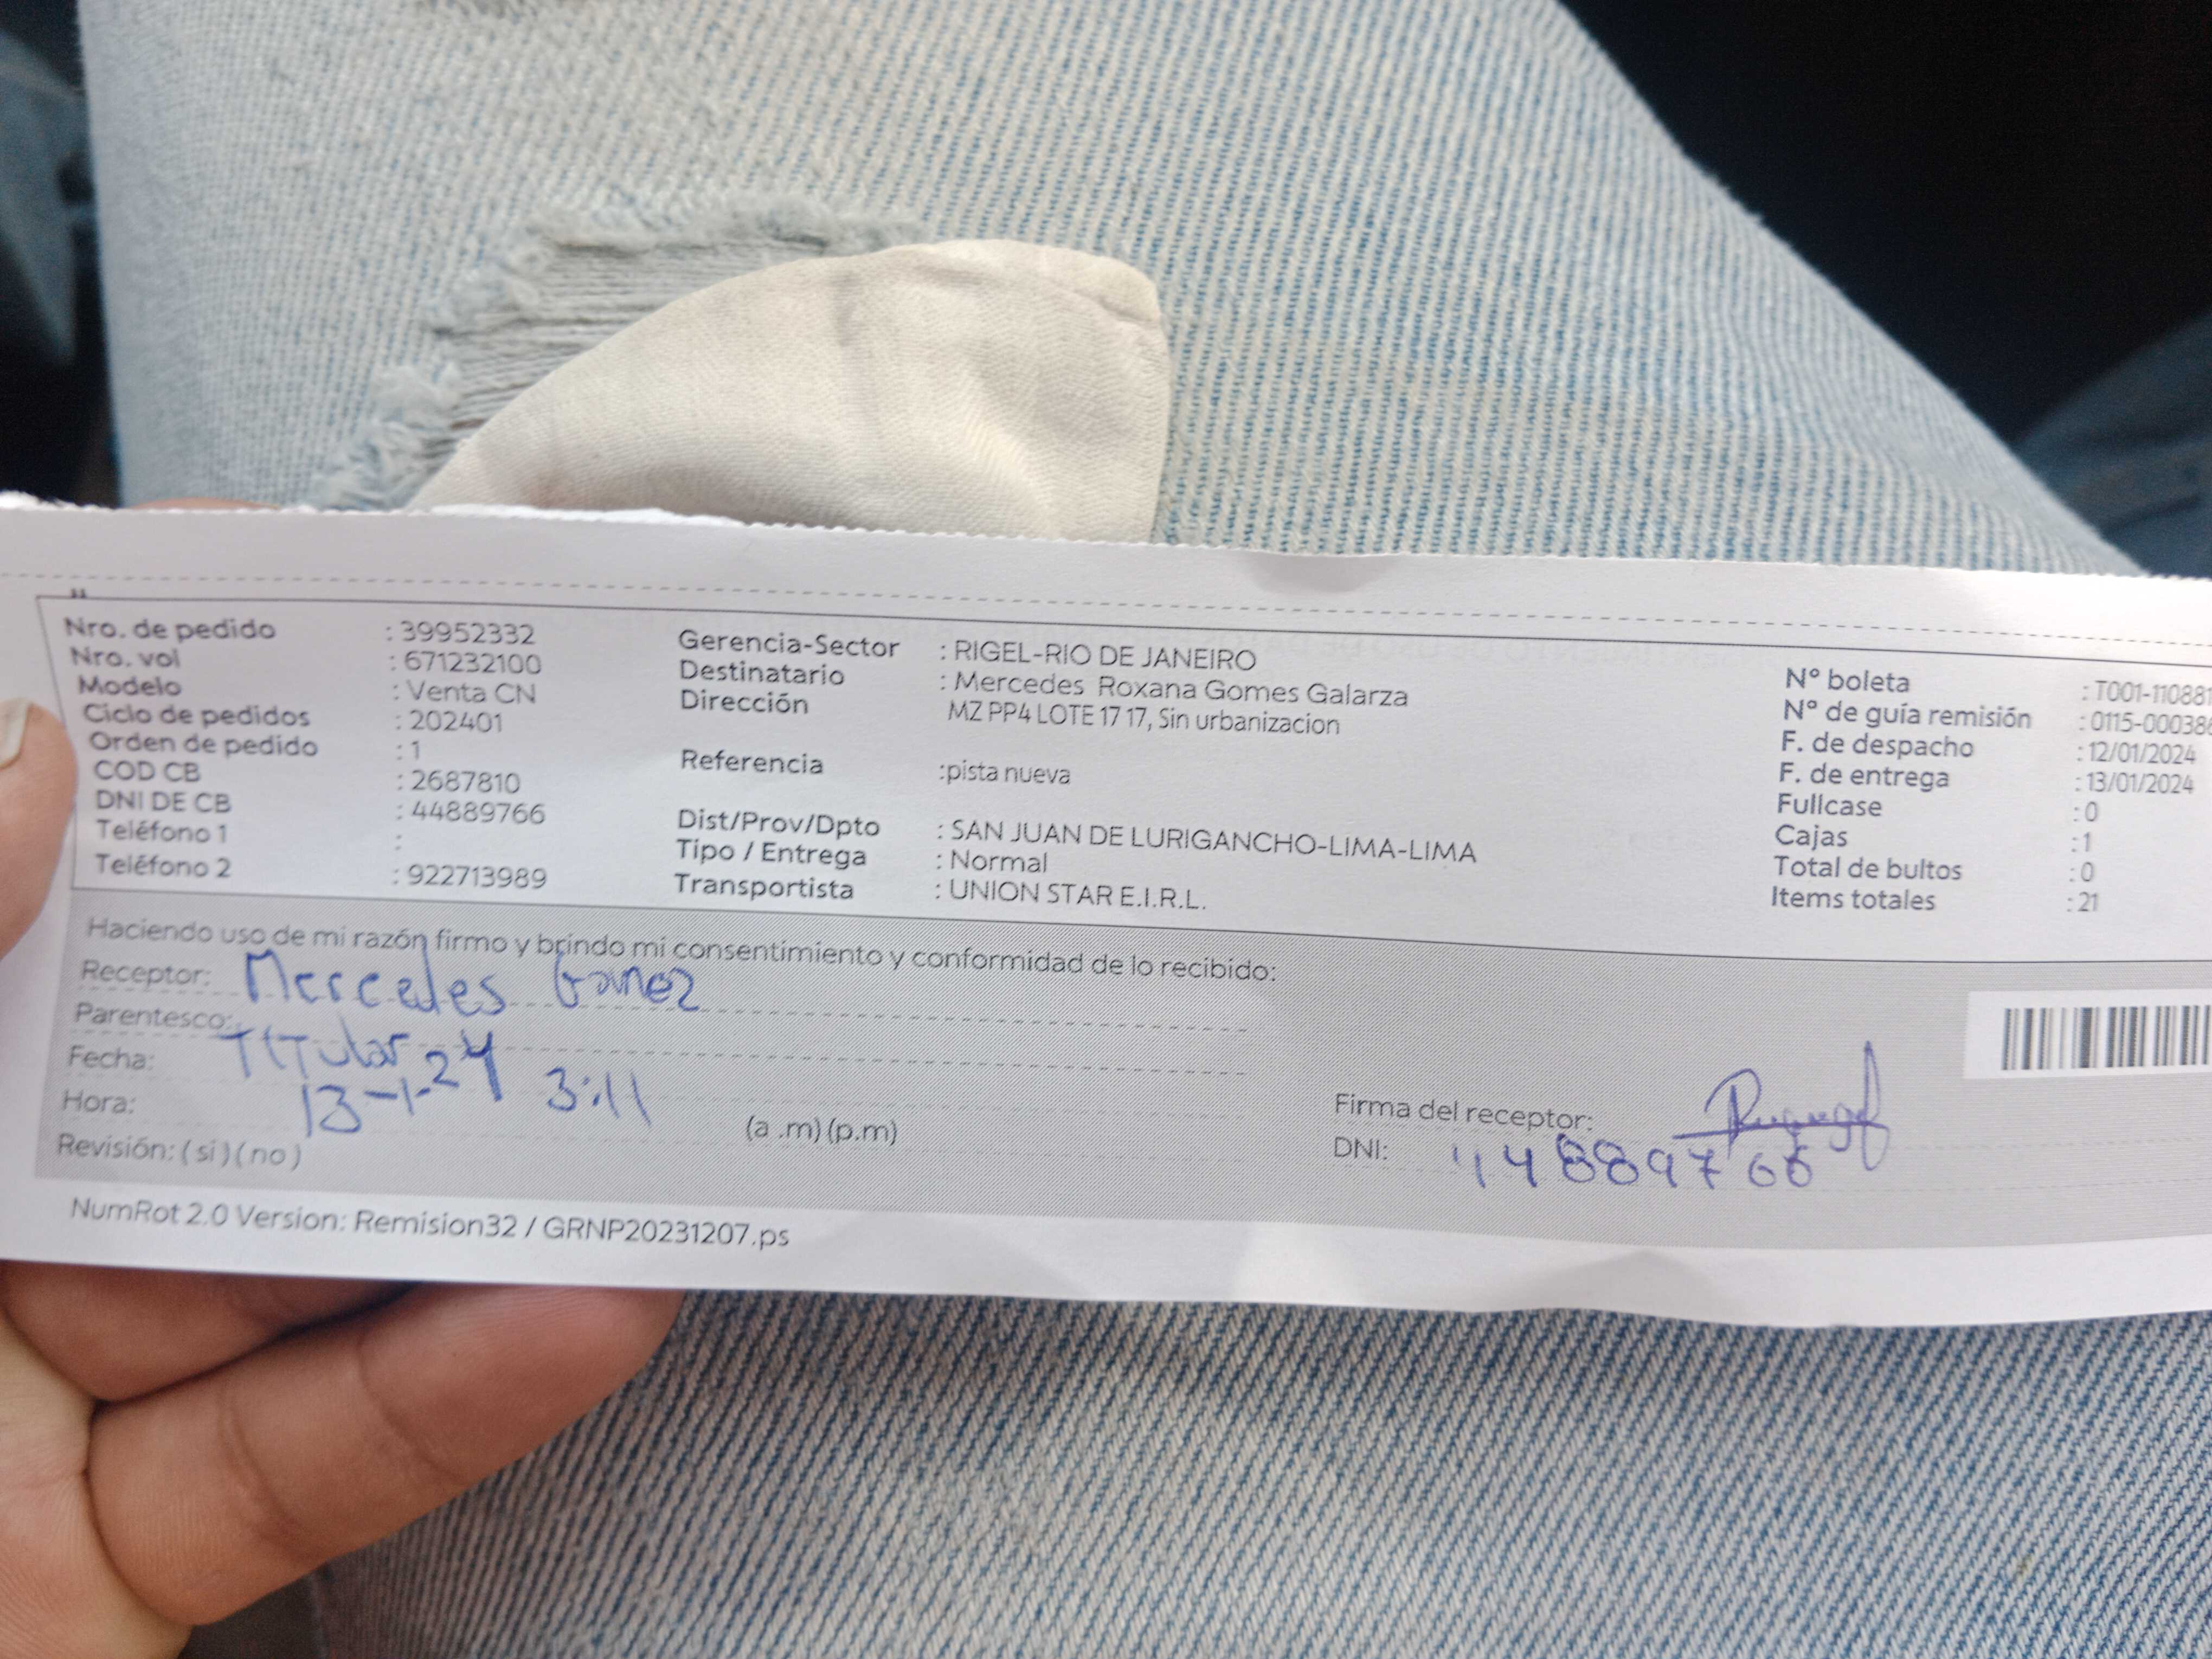 Nro. de pedido : 39952332
Nro. vol : 671232100
Modelo : Venta CN
Ciclo de pedidos : 202401
Orden de pedido : 1
COD CB : 2687810
DNI DE CB : 44889766
Teléfono 1 :
Teléfono 2 : 922713989
Gerencia-Sector : RIGEL-RIO DE JANEIRO
Destinatario : Mercedes Roxana Gomes Galarza
Dirección MZ PP4 LOTE 17 17, Sin urbanizacion
Referencia :pista nueva
Dist/Prov/Dpto : SAN JUAN DE LURIGANCHO-LIMA-LIMA
Tipo / Entrega : Normal
Transportista : UNION STAR E.I.R.L.
N° boleta : T001-110881
N° de guía remisión : 0115-00038
F. de despacho : 12/01/2024
F. de entrega : 13/01/2024
Fullcase : 0
Cajas : 1
Total de bultos : 0
Items totales : 21
Haciendo uso de mi razón firmo y brindo mi consentimiento y conformidad de lo recibido:
Receptor: Mercedes Gomez
Parentesco: Titular
Fecha: 13-1-24 3:11
Hora: (a .m) (p.m)
Revisión: ( si ) ( no )
Firma del receptor:
DNI: 44889766
NumRot 2.0 Version: Remision32 / GRNP20231207.ps